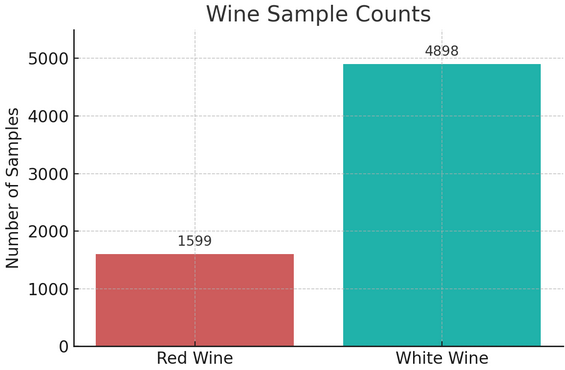 Wine Sample Counts
Number of Samples
5000
4000
3000
2000
1000
0
1599
4898
Red Wine
White Wine